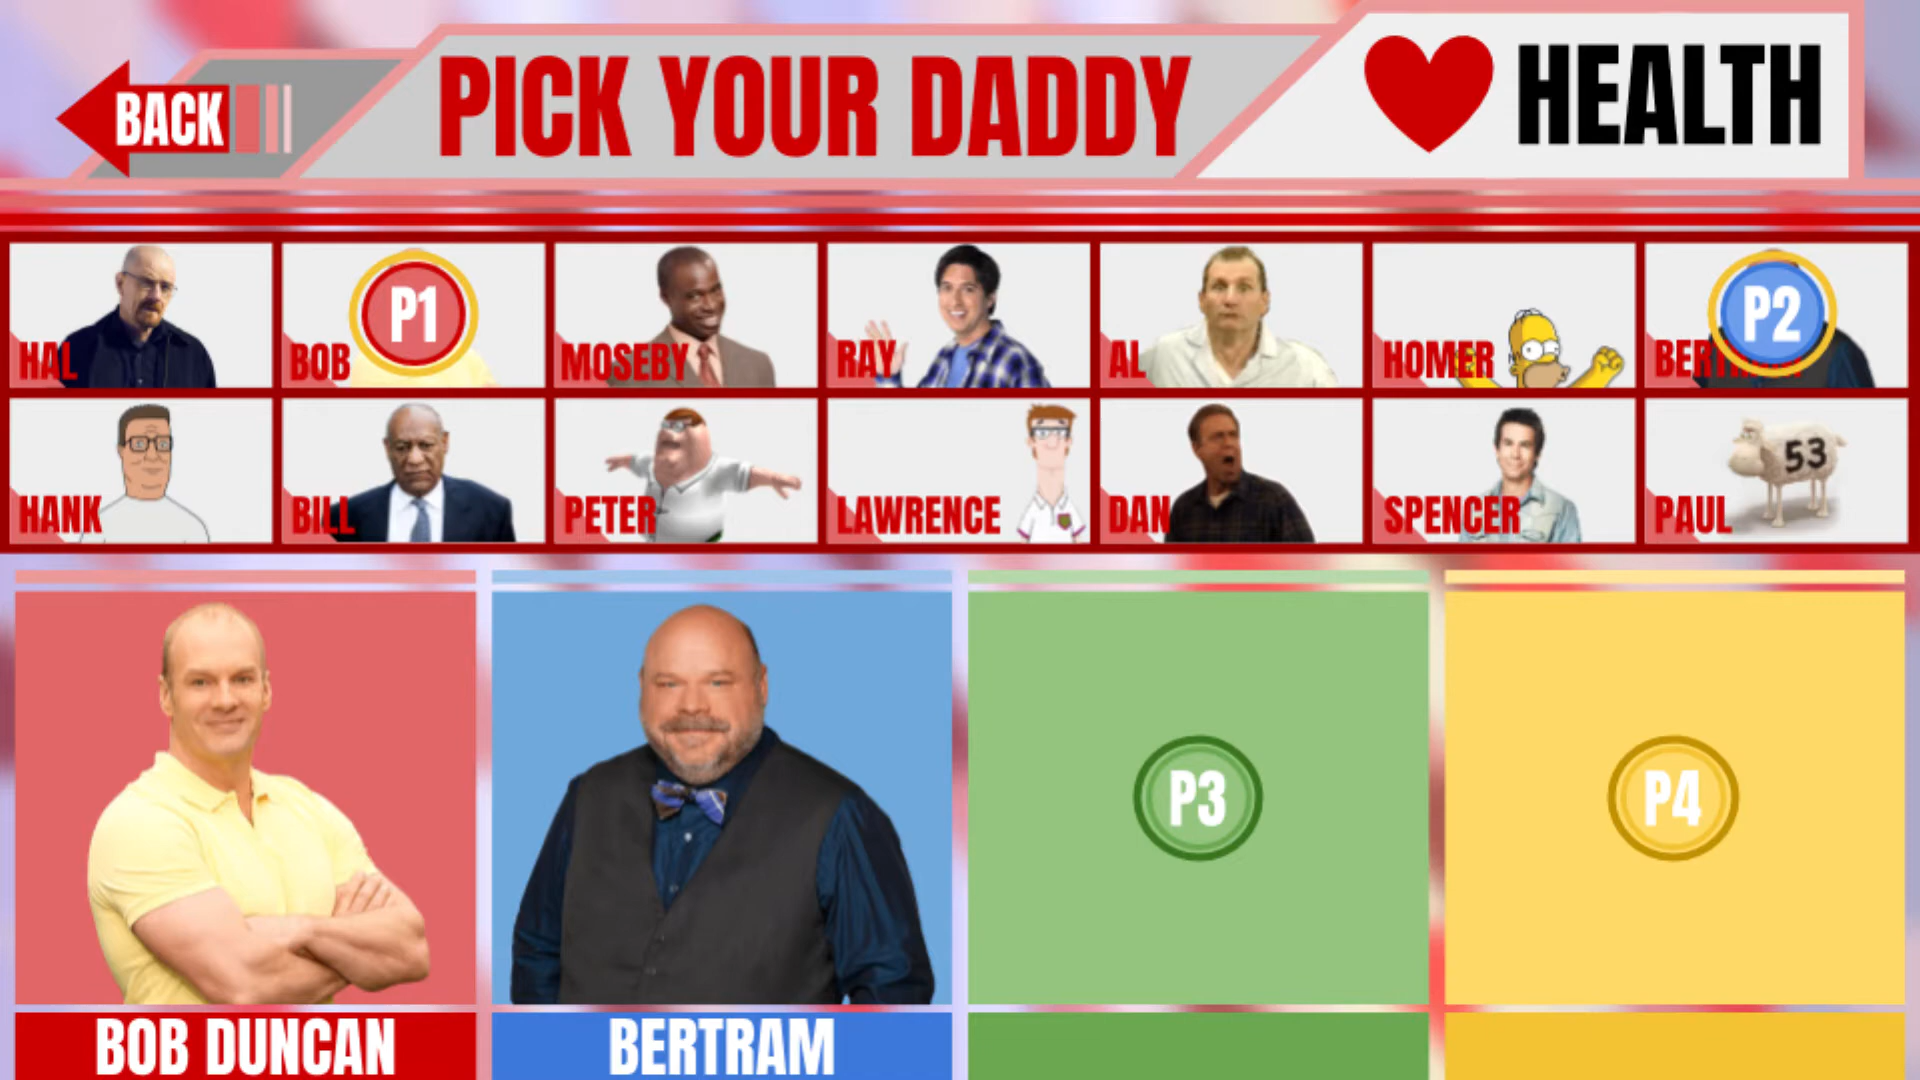 BACK
PICK YOUR DADDY
HEALTH
HAL
BOB
P1
MOSEBY
RAY
AL
HOMER
P2
HANK
BILL
PETER
LAWRENCE
DAN
SPENCER
PAUL
53
P3
P4
BOB DUNCAN
BERTRAM